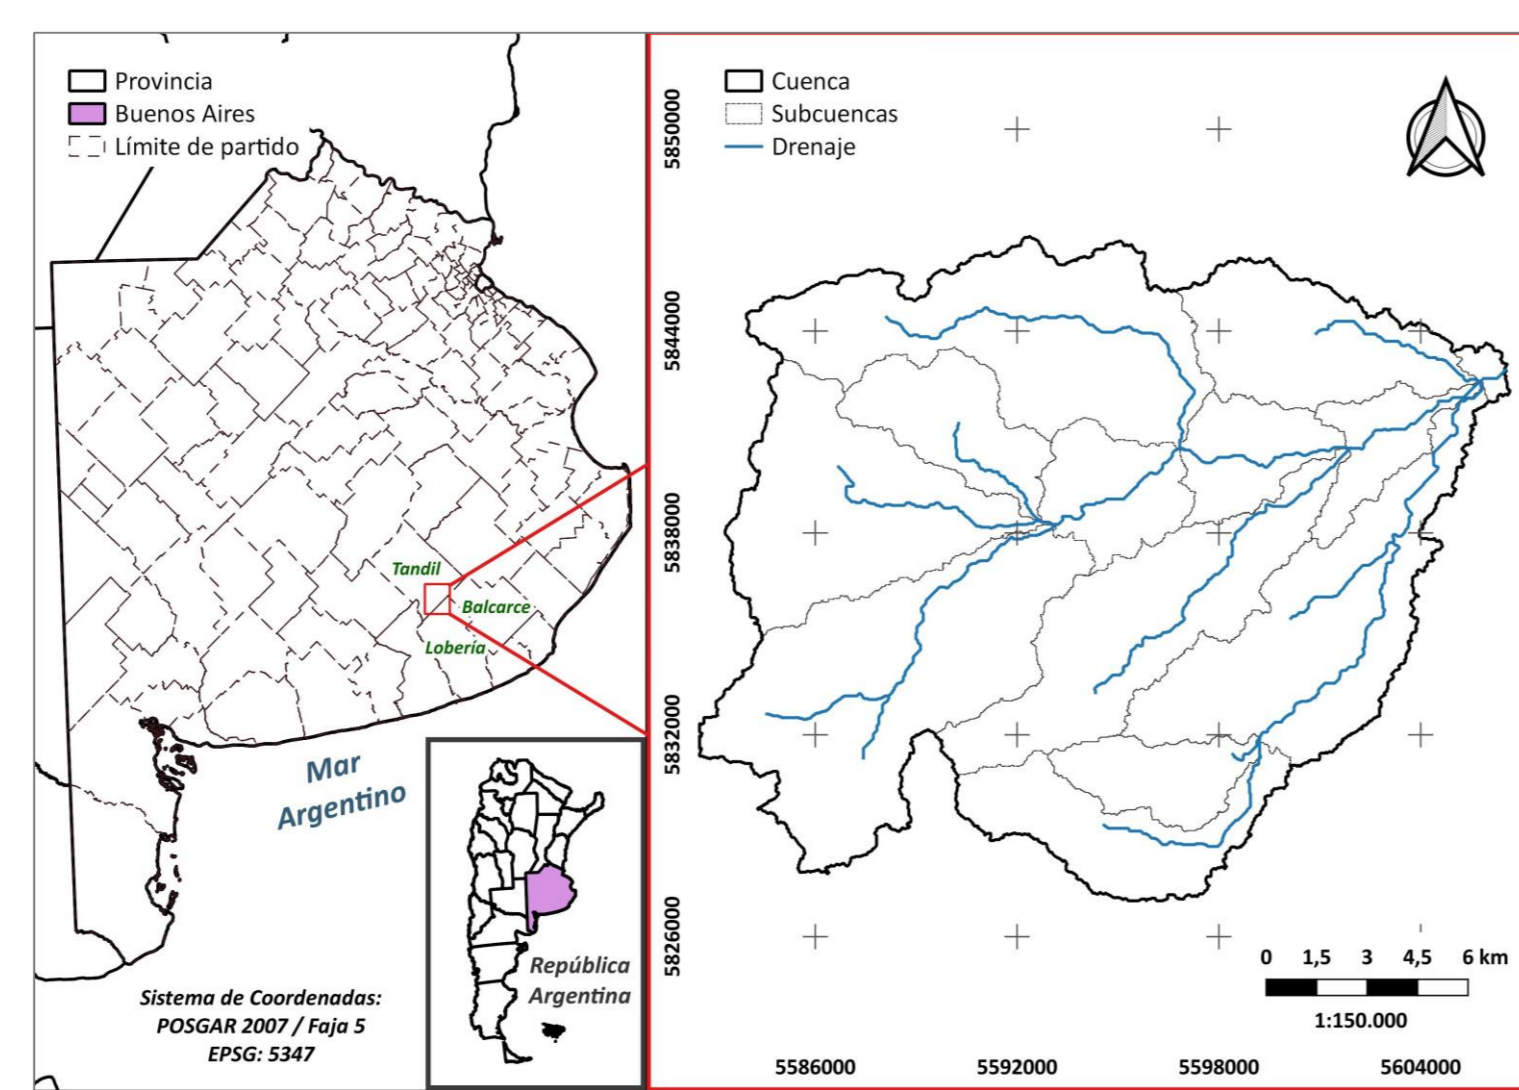 Provincia
Buenos Aires
Límite de partido
Tandil
Balcarce
Lobería
Mar
Argentino
República
Argentina
Sistema de Coordenadas:
POSGAR 2007 / Faja 5
EPSG: 5347
Cuenca
Subcuencas
Drenaje
5850000
5840000
5838000
5832000
5826000
0 1,5 3 4,5 6 km
1:150.000
5586000 5592000 5598000 5604000